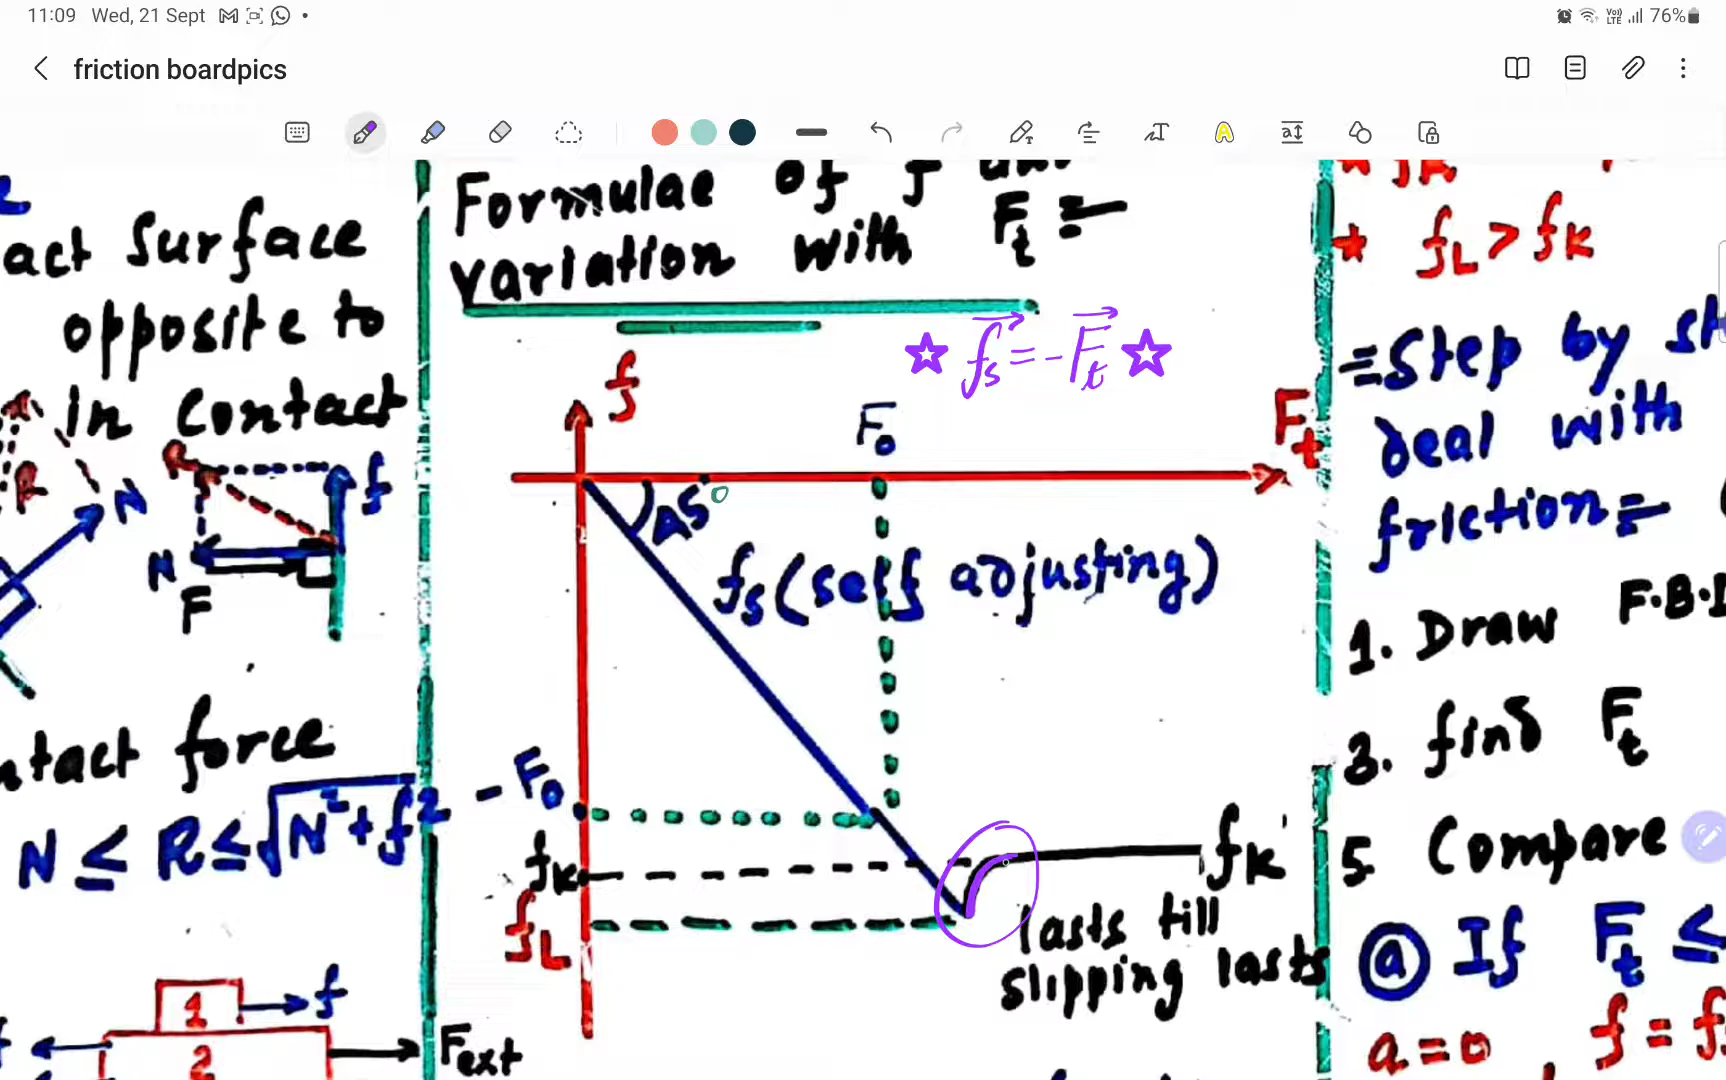 11:09 Wed, 21 Sept
76%
friction boardpics
act surface
opposite to
in contact
R
N
f
N
F
ntact force
N ≤ R ≤ √N²+f²
1
f
2
Fext
Formulae of f
variation with Ft =
☆ fs = -Ft ☆
f
Fo
Ft
45°
fs (self adjusting)
-Fo
fk
fL
fk
lasts till
slipping lasts
* fL > fk
=Step by st
deal with
friction=
1. Draw F.B.
3. find Ft
5. Compare
(a) If Ft ≤
a=0, f = f